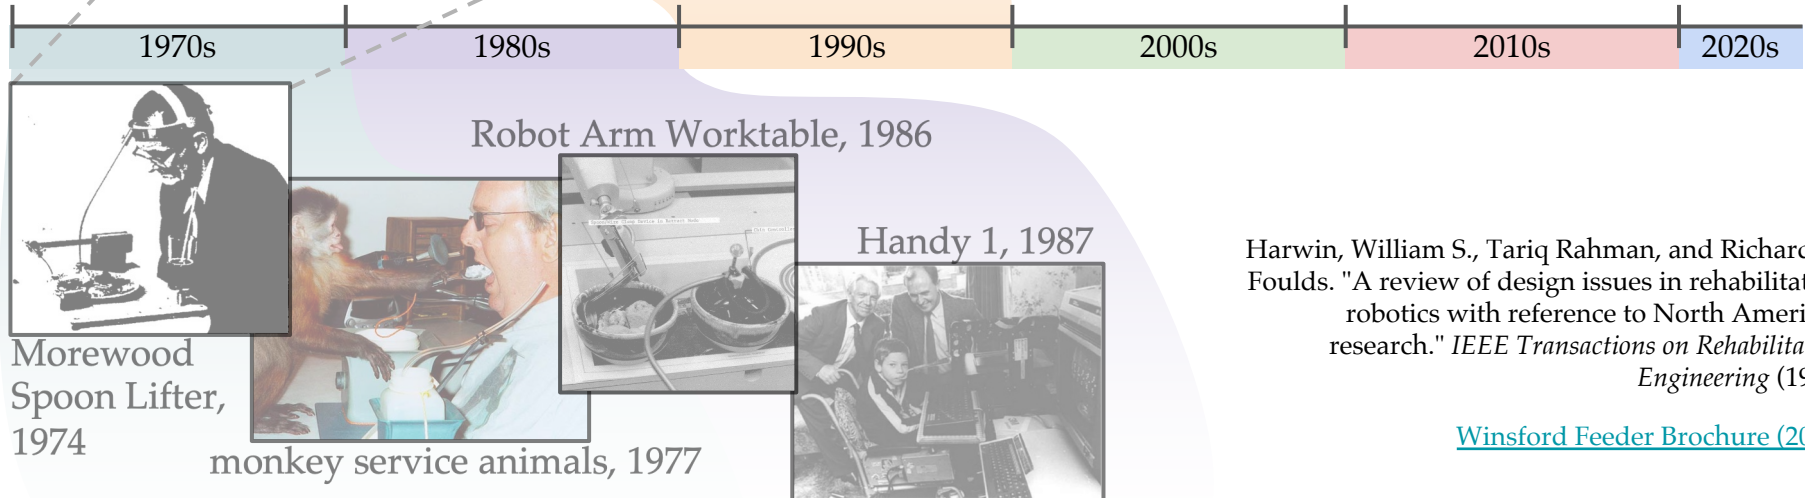 1970s
1980s
1990s
2000s
2010s
2020s
Robot Arm Worktable, 1986
Handy 1, 1987
Morewood
Spoon Lifter,
1974
monkey service animals, 1977
Harwin, William S., Tariq Rahman, and Richard
Foulds. "A review of design issues in rehabilitat
robotics with reference to North Ameri
research." IEEE Transactions on Rehabilita
Engineering (19
Winsford Feeder Brochure (20